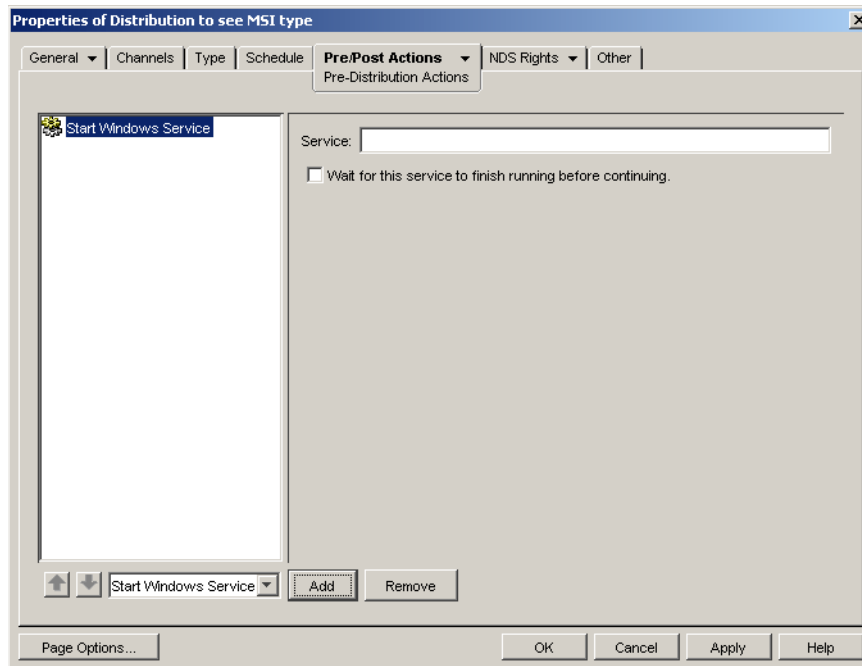 Properties of Distribution to see MSI type
General Channels Type Schedule Pre/Post Actions NDS Rights Other
Pre-Distribution Actions
Start Windows Service
Service:
Wait for this service to finish running before continuing.
Start Windows Service Add Remove
Page Options... OK Cancel Apply Help